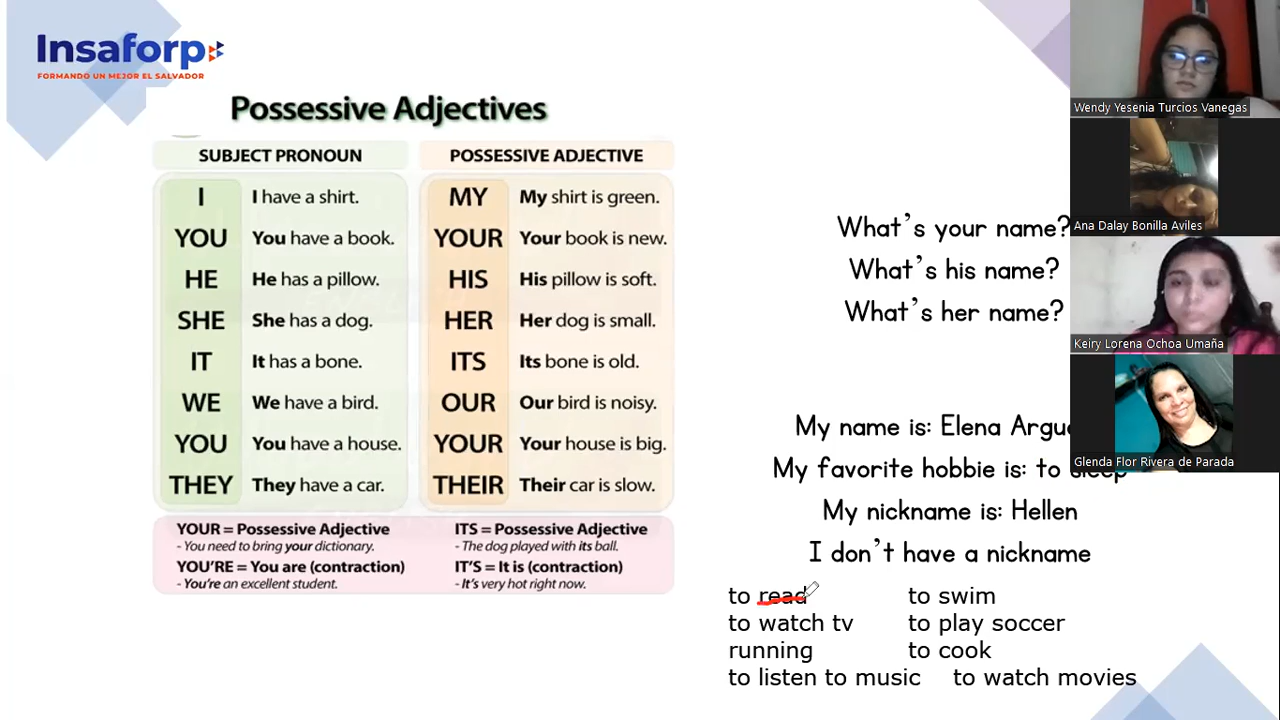 Insaforp
FORMANDO UN MEJOR EL SALVADOR
Possessive Adjectives
SUBJECT PRONOUN
POSSESSIVE ADJECTIVE
I I have a shirt. MY My shirt is green.
YOU You have a book. YOUR Your book is new.
HE He has a pillow. HIS His pillow is soft.
SHE She has a dog. HER Her dog is small.
IT It has a bone. ITS Its bone is old.
WE We have a bird. OUR Our bird is noisy.
YOU You have a house. YOUR Your house is big.
THEY They have a car. THEIR Their car is slow.
YOUR = Possessive Adjective
- You need to bring your dictionary.
YOU'RE = You are (contraction)
- You're an excellent student.
ITS = Possessive Adjective
- The dog played with its ball.
IT'S = It is (contraction)
- It's very hot right now.
What's your name?
What's his name?
What's her name?
My name is: Elena
My favorite hobbie is: to sleep
My nickname is: Hellen
I don't have a nickname
to read to swim
to watch tv to play soccer
running to cook
to listen to music to watch movies
Wendy Yesenia Turcios Vanegas
Ana Dalay Bonilla Aviles
Keiry Lorena Ochoa Umaña
Glenda Flor Rivera de Parada